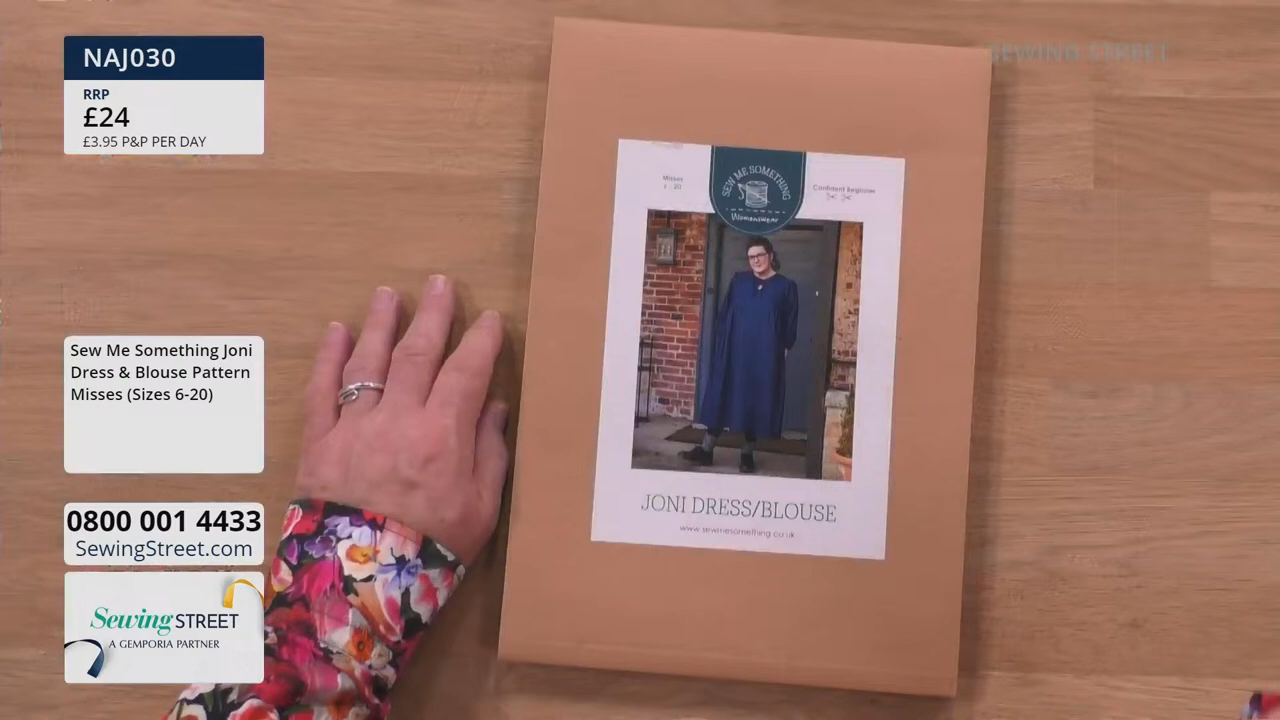 NAJ030
RRP
£24
£3.95 P&P PER DAY
SEWING STREET
Misses
Confident Beginner
SEW ME SOMETHING
Womenswear
JONI DRESS/BLOUSE
www.sewmesomething.co.uk
Sew Me Something Joni
Dress & Blouse Pattern
Misses (Sizes 6-20)
0800 001 4433
SewingStreet.com
Sewing STREET
A GEMPORIA PARTNER